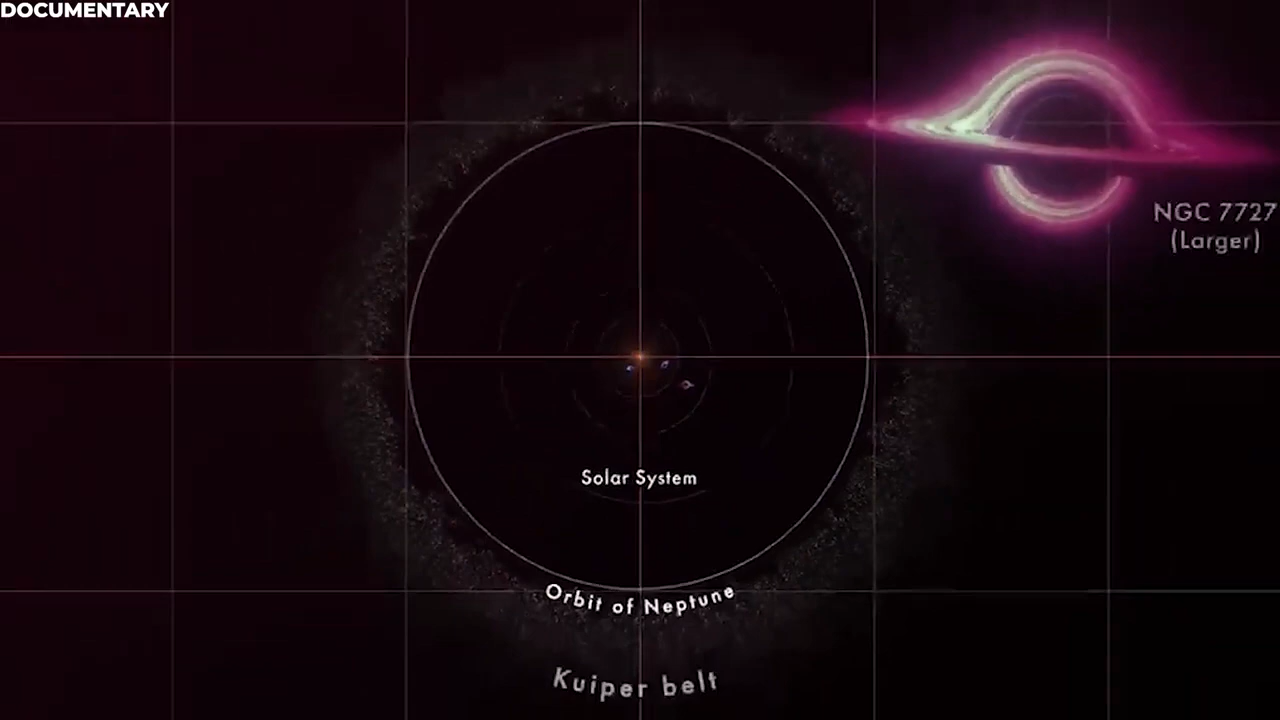 DOCUMENTARY
NGC 7727
(Larger)
Solar System
Orbit of Neptune
Kuiper belt